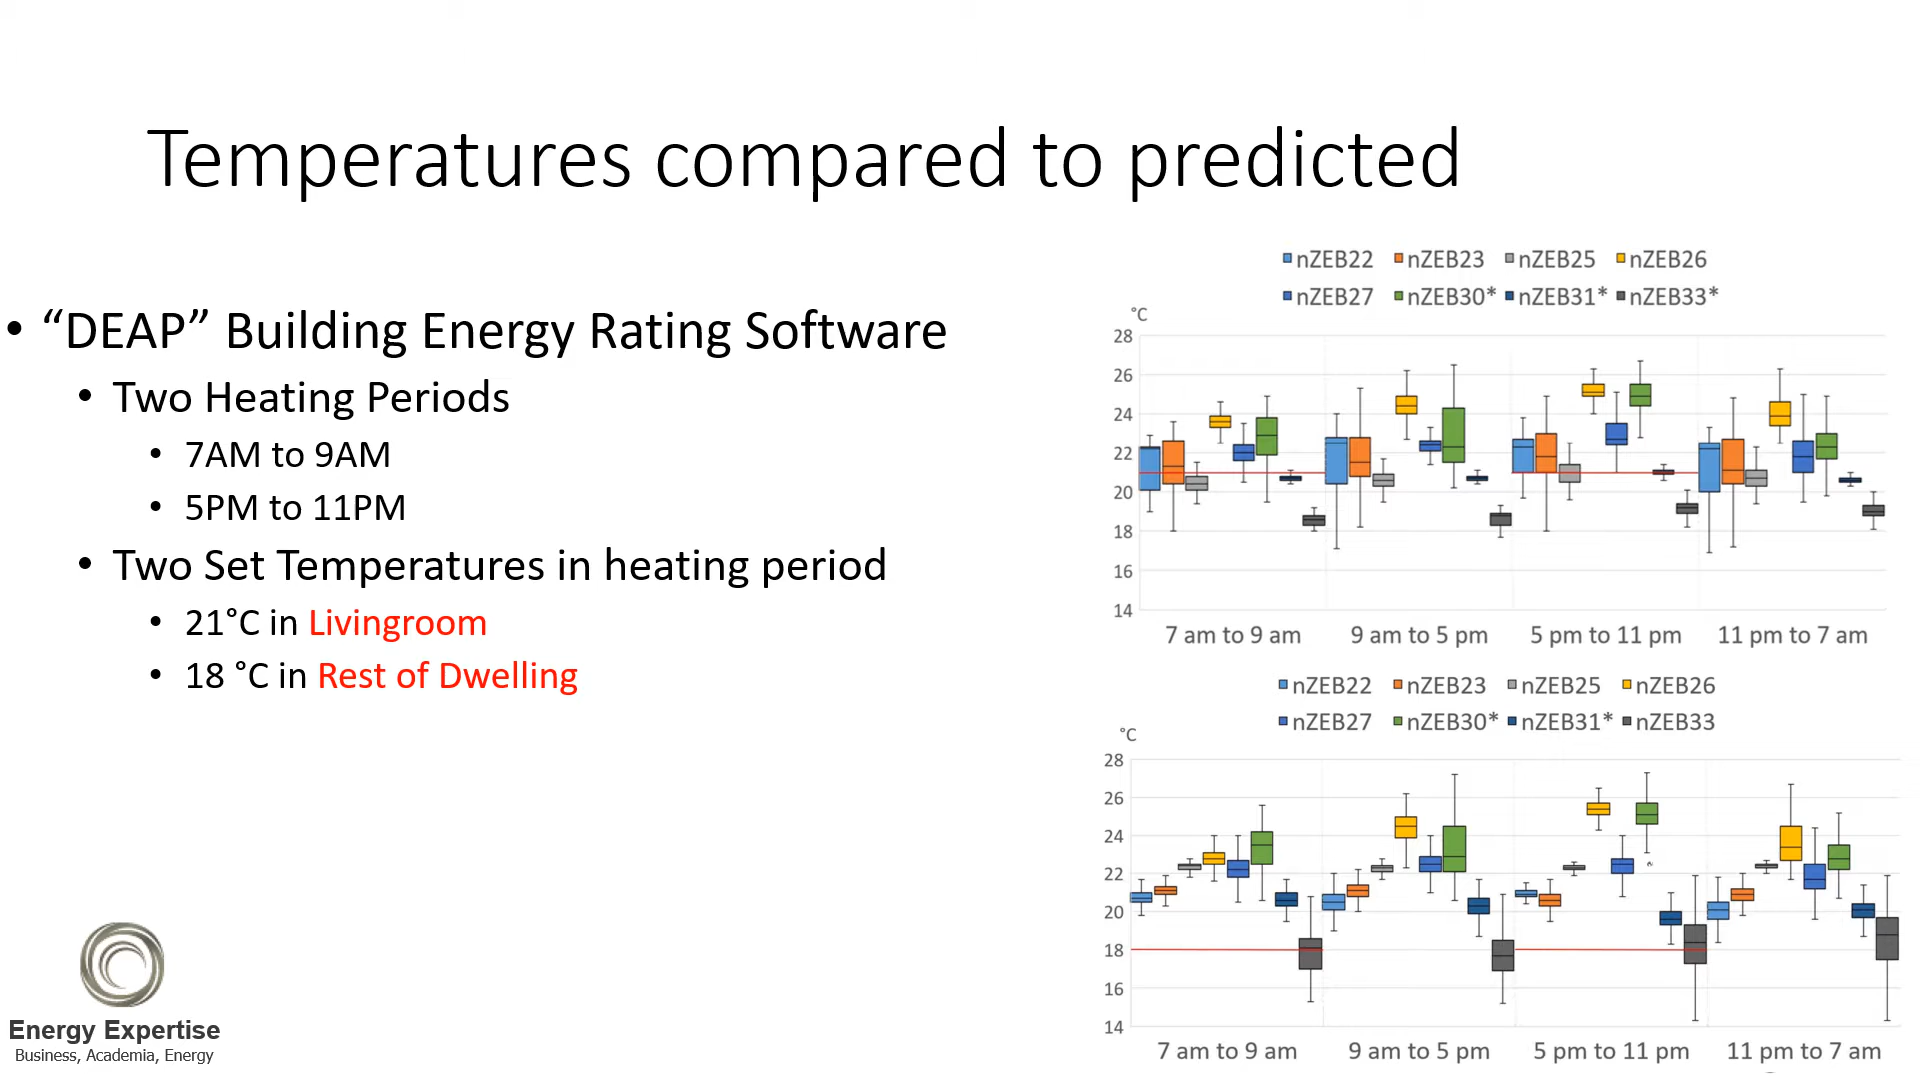 Temperatures compared to predicted
• “DEAP” Building Energy Rating Software
• Two Heating Periods
• 7AM to 9AM
• 5PM to 11PM
• Two Set Temperatures in heating period
• 21°C in Livingroom
• 18 °C in Rest of Dwelling
nZEB22 nZEB23 nZEB25 nZEB26
nZEB27 nZEB30* nZEB31* nZEB33*
°C
28
26
24
22
20
18
16
14
7 am to 9 am 9 am to 5 pm 5 pm to 11 pm 11 pm to 7 am
nZEB22 nZEB23 nZEB25 nZEB26
nZEB27 nZEB30* nZEB31* nZEB33
°C
28
26
24
22
20
18
16
14
7 am to 9 am 9 am to 5 pm 5 pm to 11 pm 11 pm to 7 am
Energy Expertise
Business, Academia, Energy